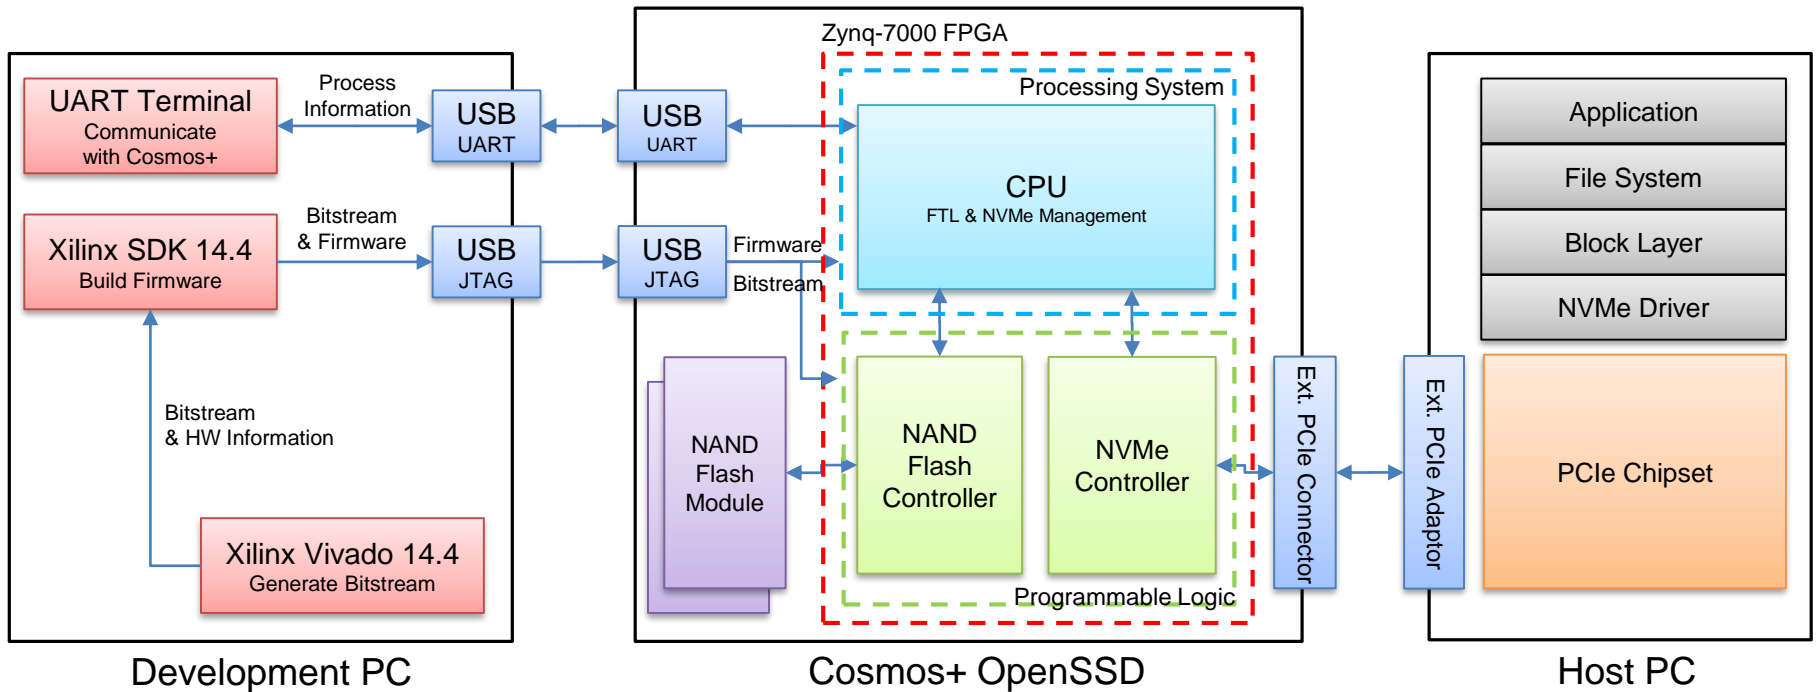 Zynq-7000 FPGA
UART Terminal
Communicate
with Cosmos+
Process
Information
USB
UART
USB
UART
Processing System
CPU
FTL & NVMe Management
Application
File System
Block Layer
NVMe Driver
Xilinx SDK 14.4
Build Firmware
Bitstream
& Firmware
USB
JTAG
USB
JTAG
Firmware
Bitstream
Bitstream
& HW Information
Xilinx Vivado 14.4
Generate Bitstream
NAND
Flash
Module
NAND
Flash
Controller
NVMe
Controller
Programmable Logic
Ext. PCIe Connector
Ext. PCIe Adaptor
PCIe Chipset
Development PC
Cosmos+ OpenSSD
Host PC